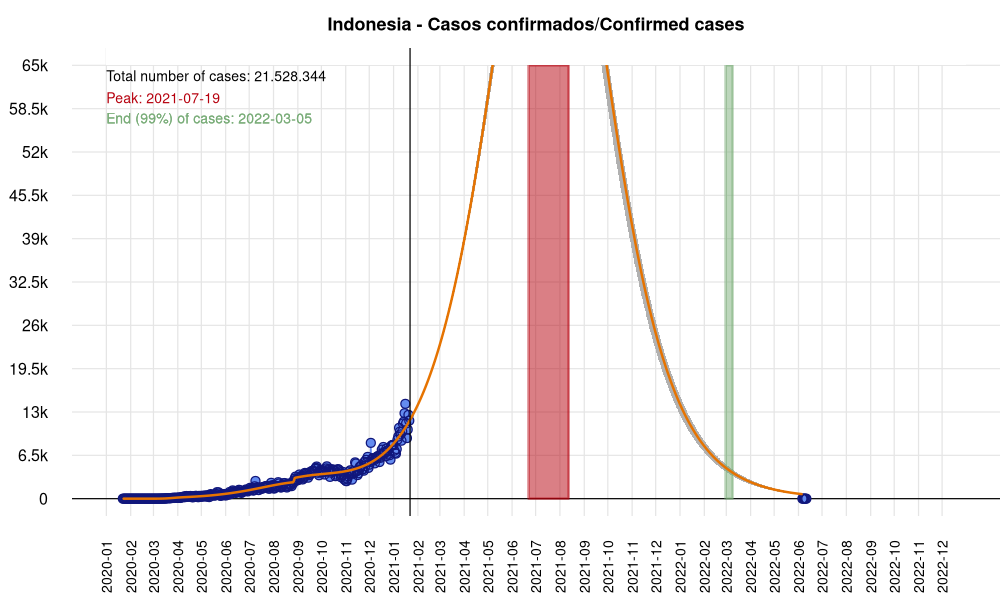 Indonesia - Casos confirmados/Confirmed cases
Total number of cases: 21.528.344
Peak: 2021-07-19
End (99%) of cases: 2022-03-05
65k
58.5k
52k
45.5k
39k
32.5k
26k
19.5k
13k
6.5k
0
2020-01
2020-02
2020-03
2020-04
2020-05
2020-06
2020-07
2020-08
2020-09
2020-10
2020-11
2020-12
2021-01
2021-02
2021-03
2021-04
2021-05
2021-06
2021-07
2021-08
2021-09
2021-10
2021-11
2021-12
2022-01
2022-02
2022-03
2022-04
2022-05
2022-06
2022-07
2022-08
2022-09
2022-10
2022-11
2022-12